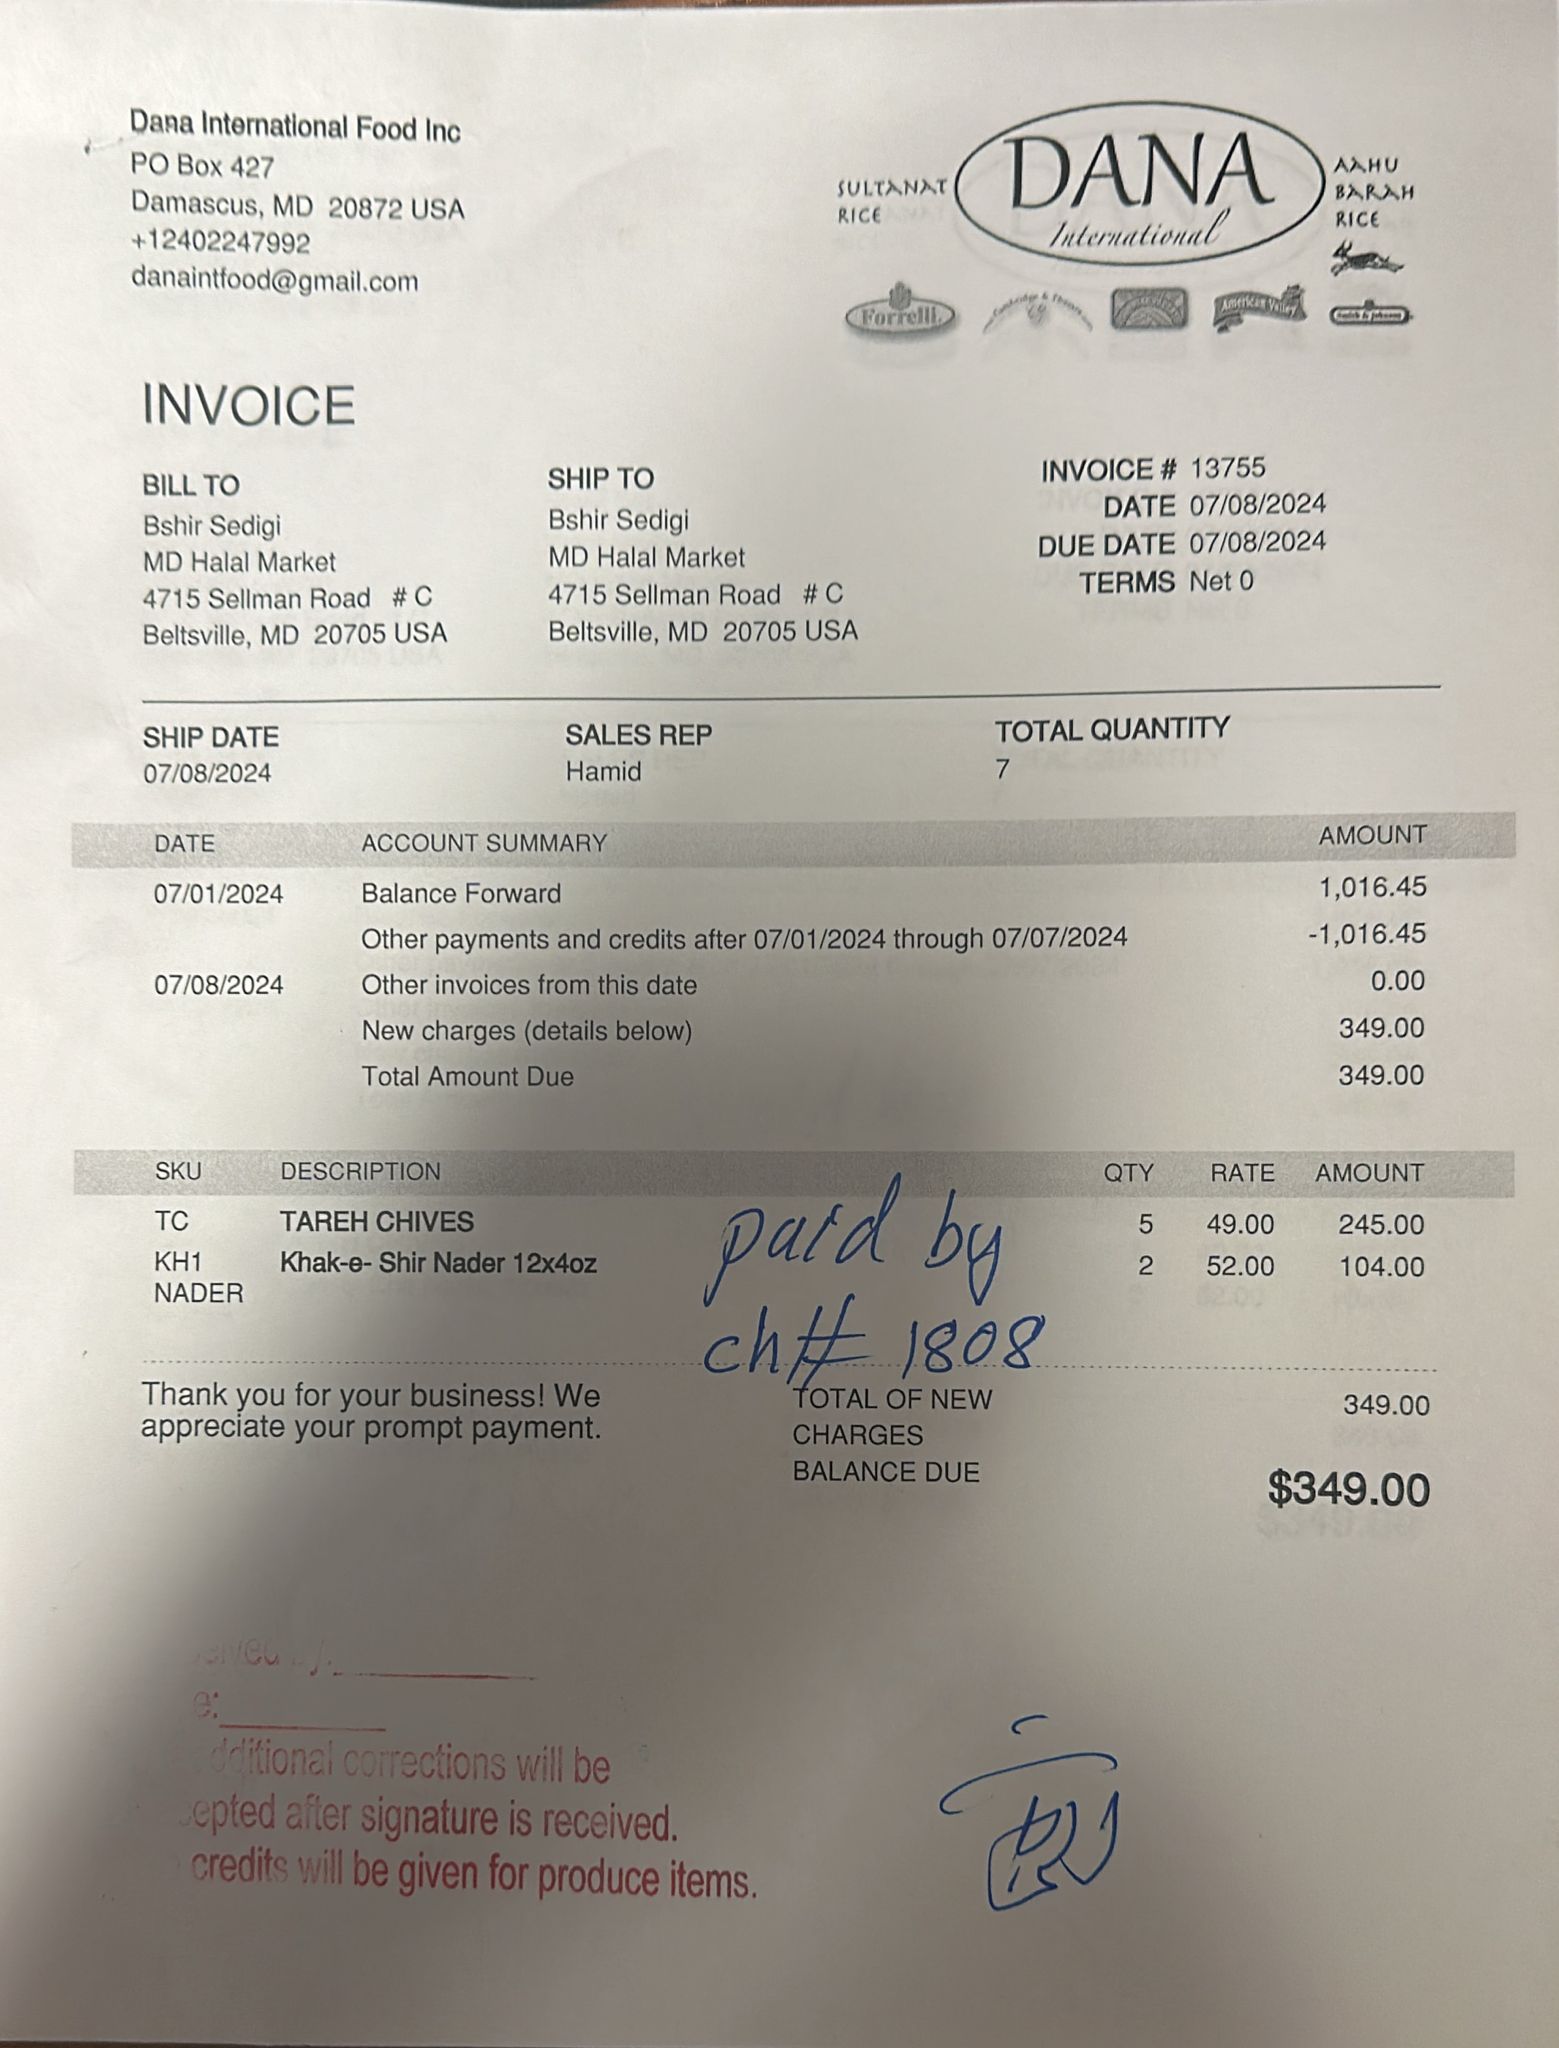 Dana International Food Inc
PO Box 427
Damascus, MD 20872 USA
+12402247992
danaintfood@gmail.com
SULTANAT
RICE
DANA
International
AAHU
BARAH
RICE
Forrelli
American Valley
INVOICE
BILL TO
Bshir Sedigi
MD Halal Market
4715 Sellman Road # C
Beltsville, MD 20705 USA
SHIP TO
Bshir Sedigi
MD Halal Market
4715 Sellman Road # C
Beltsville, MD 20705 USA
INVOICE # 13755
DATE 07/08/2024
DUE DATE 07/08/2024
TERMS Net 0
SHIP DATE
07/08/2024
SALES REP
Hamid
TOTAL QUANTITY
7
DATE ACCOUNT SUMMARY AMOUNT
07/01/2024 Balance Forward 1,016.45
Other payments and credits after 07/01/2024 through 07/07/2024 -1,016.45
07/08/2024 Other invoices from this date 0.00
New charges (details below) 349.00
Total Amount Due 349.00
SKU DESCRIPTION QTY RATE AMOUNT
TC TAREH CHIVES 5 49.00 245.00
KH1 Khak-e- Shir Nader 12x4oz 2 52.00 104.00
NADER
paid by
ch# 1808
Thank you for your business! We
appreciate your prompt payment.
TOTAL OF NEW 349.00
CHARGES
BALANCE DUE $349.00
additional corrections will be
after signature is received.
credits will be given for produce items.